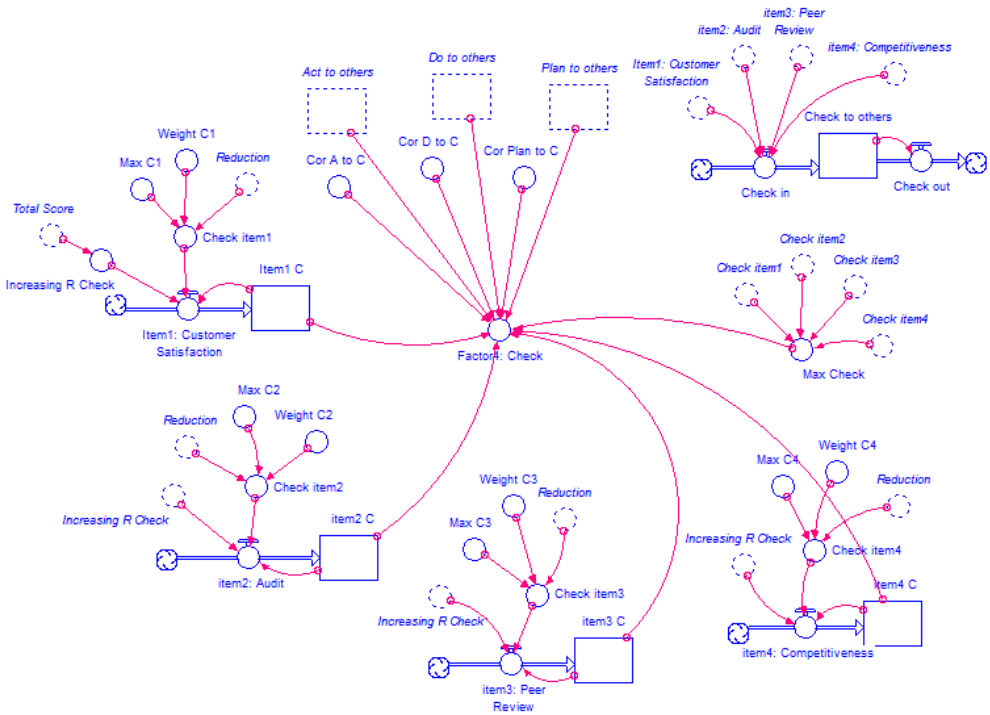 item3: Peer
Review
item2: Audit
item4: Competitiveness
Item1: Customer
Satisfaction
Check to others
Check in
Check out
Act to others
Do to others
Plan to others
Cor A to C
Cor D to C
Cor Plan to C
Weight C1
Max C1
Reduction
Total Score
Check item1
Increasing R Check
Item1 C
Item1: Customer
Satisfaction
Factor4: Check
Check item2
Check item1
Check item3
Check item4
Max Check
Max C2
Reduction
Weight C2
Check item2
Increasing R Check
item2 C
item2: Audit
Weight C3
Reduction
Max C3
Check item3
Increasing R Check
item3 C
item3: Peer
Review
Weight C4
Max C4
Reduction
Increasing R Check
Check item4
item4 C
item4: Competitiveness